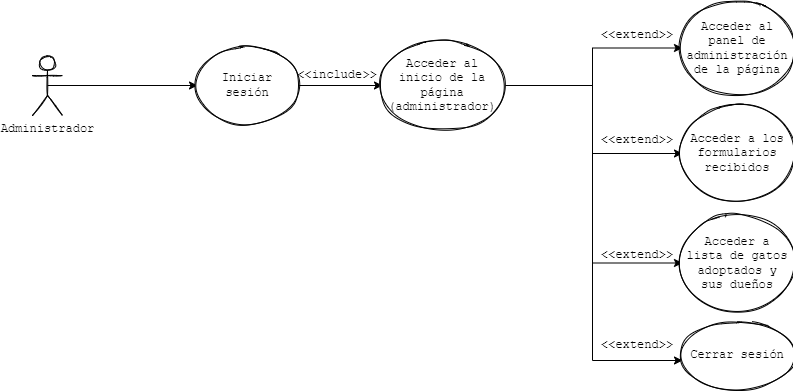 Administrador
Iniciar
sesión
<<include>>
Acceder al
inicio de la
página
(administrador)
<<extend>>
Acceder al
panel de
administración
de la página
<<extend>>
Acceder a los
formularios
recibidos
<<extend>>
Acceder a
lista de gatos
adoptados y
sus dueños
<<extend>>
Cerrar sesión